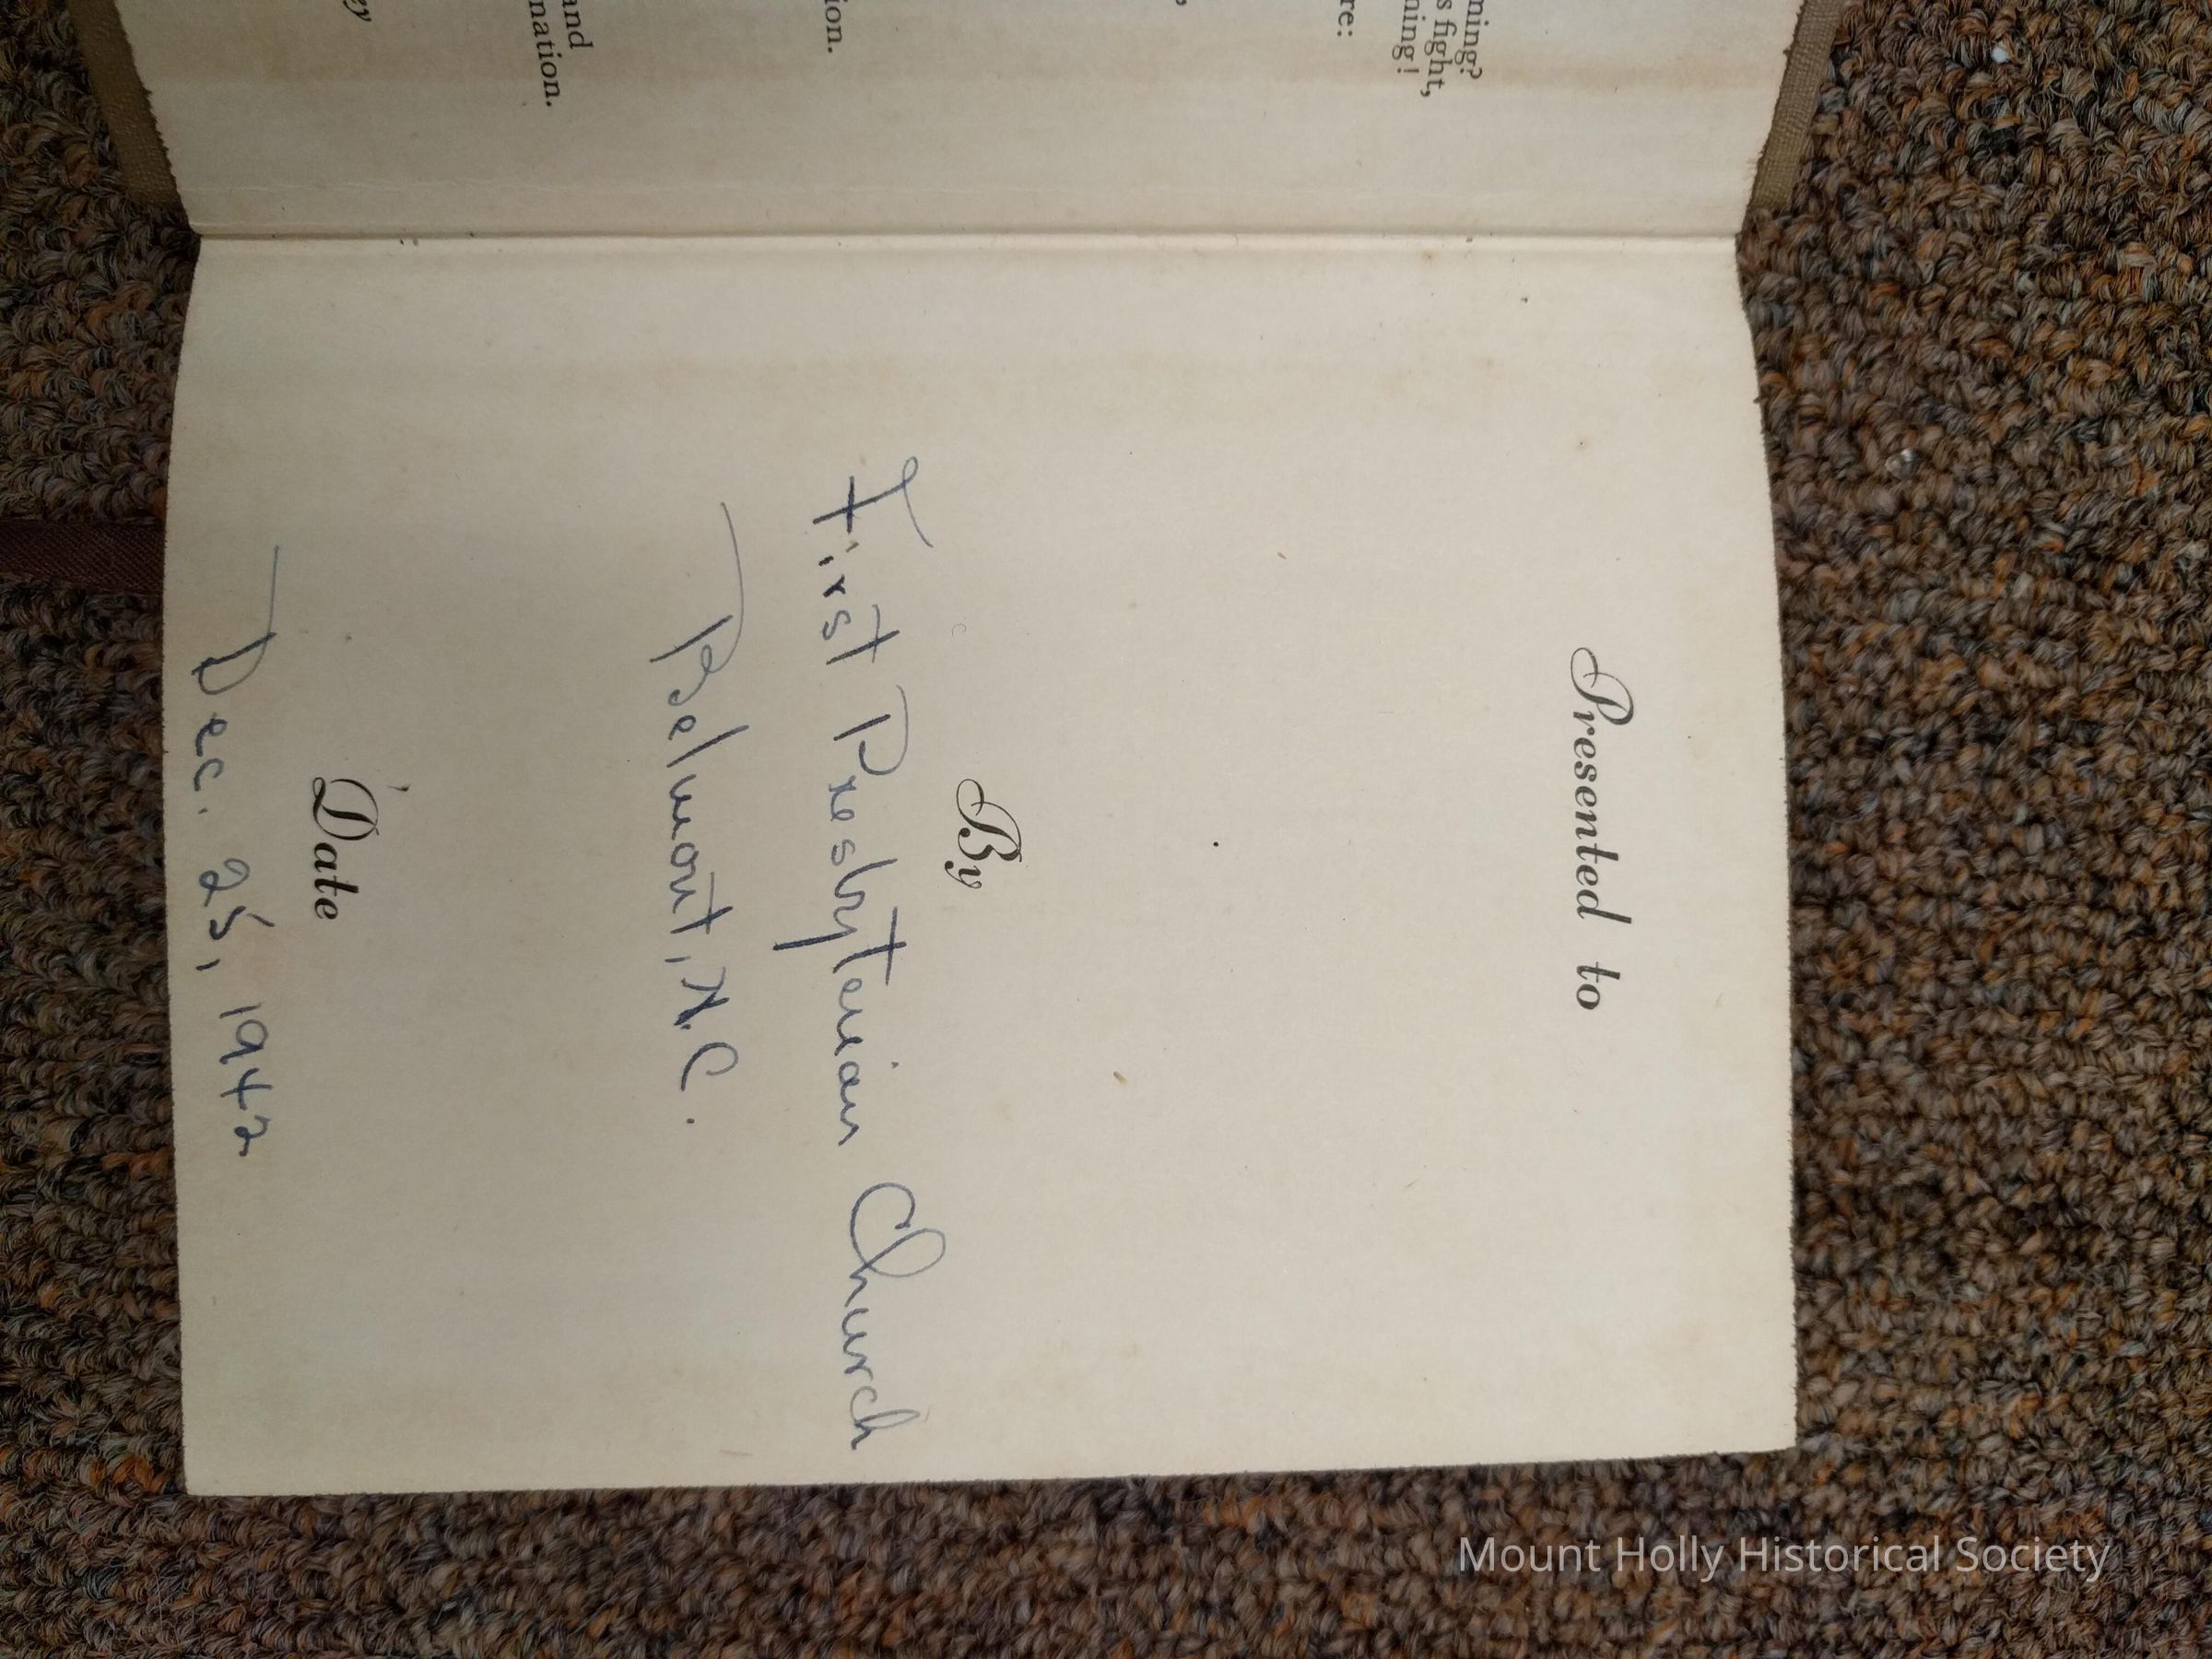 ning?
s fight,
ning!
re:
ion.
and
nation.
ey
Presented to
By
First Presbyterian Church
Belmont, N.C.
Date
Dec. 25, 1942
Mount Holly Historical Society